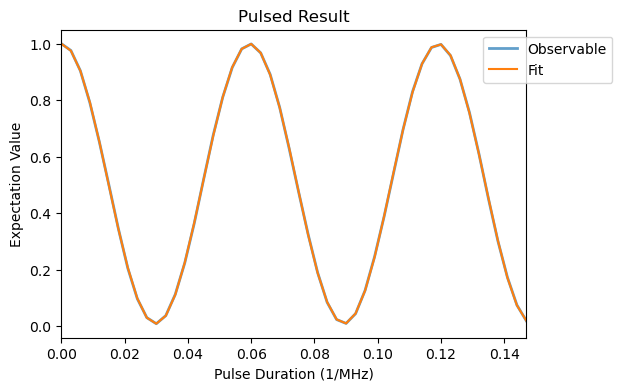 Pulsed Result
Observable
Fit
Expectation Value
1.0
0.8
0.6
0.4
0.2
0.0
0.00 0.02 0.04 0.06 0.08 0.10 0.12 0.14
Pulse Duration (1/MHz)